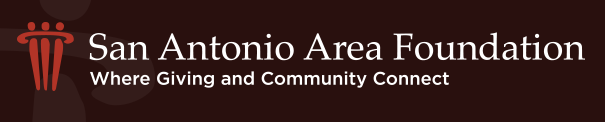 San Antonio Area Foundation
Where Giving and Community Connect